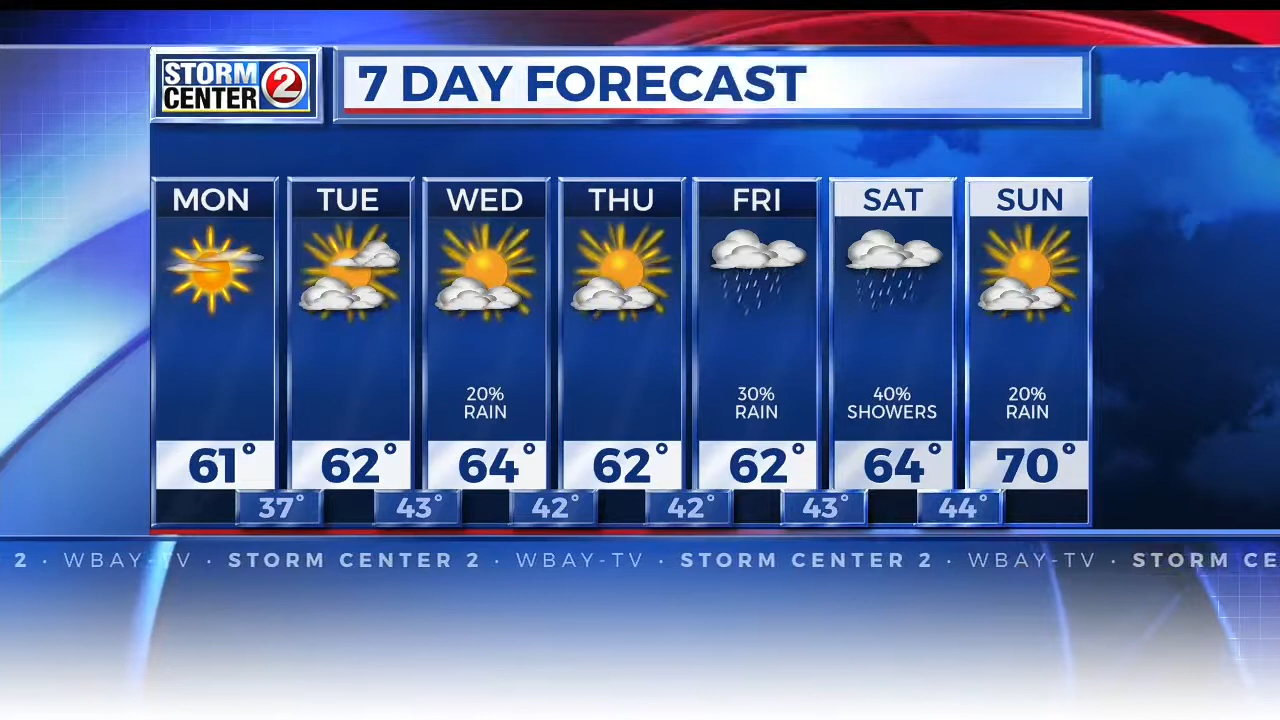 STORM
CENTER 2
7 DAY FORECAST
MON TUE WED THU FRI SAT SUN
20% 30% 40% 20%
RAIN RAIN SHOWERS RAIN
61° 62° 64° 62° 62° 64° 70°
37° 43° 42° 42° 43° 44°
2 · WBAY-TV · STORM CENTER 2 · WBAY-TV · STORM CENTER 2 · WBAY-TV · STORM CE